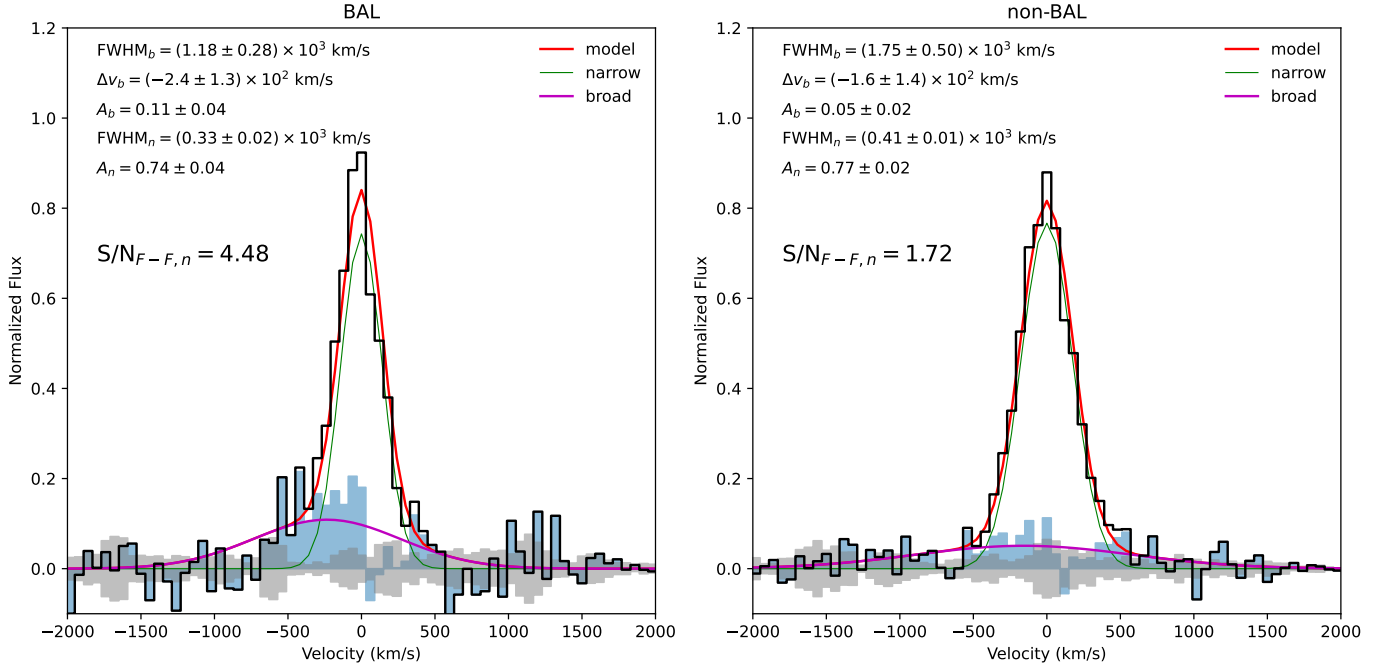 BAL
FWHM_b = (1.18 ± 0.28) × 10^3 km/s
Δv_b = (−2.4 ± 1.3) × 10^2 km/s
A_b = 0.11 ± 0.04
FWHM_n = (0.33 ± 0.02) × 10^3 km/s
A_n = 0.74 ± 0.04
S/N_{F−F,n} = 4.48
model
narrow
broad
Normalized Flux
1.2
1.0
0.8
0.6
0.4
0.2
0.0
−2000 −1500 −1000 −500 0 500 1000 1500 2000
Velocity (km/s)
non-BAL
FWHM_b = (1.75 ± 0.50) × 10^3 km/s
Δv_b = (−1.6 ± 1.4) × 10^2 km/s
A_b = 0.05 ± 0.02
FWHM_n = (0.41 ± 0.01) × 10^3 km/s
A_n = 0.77 ± 0.02
S/N_{F−F,n} = 1.72
model
narrow
broad
Normalized Flux
1.2
1.0
0.8
0.6
0.4
0.2
0.0
−2000 −1500 −1000 −500 0 500 1000 1500 2000
Velocity (km/s)